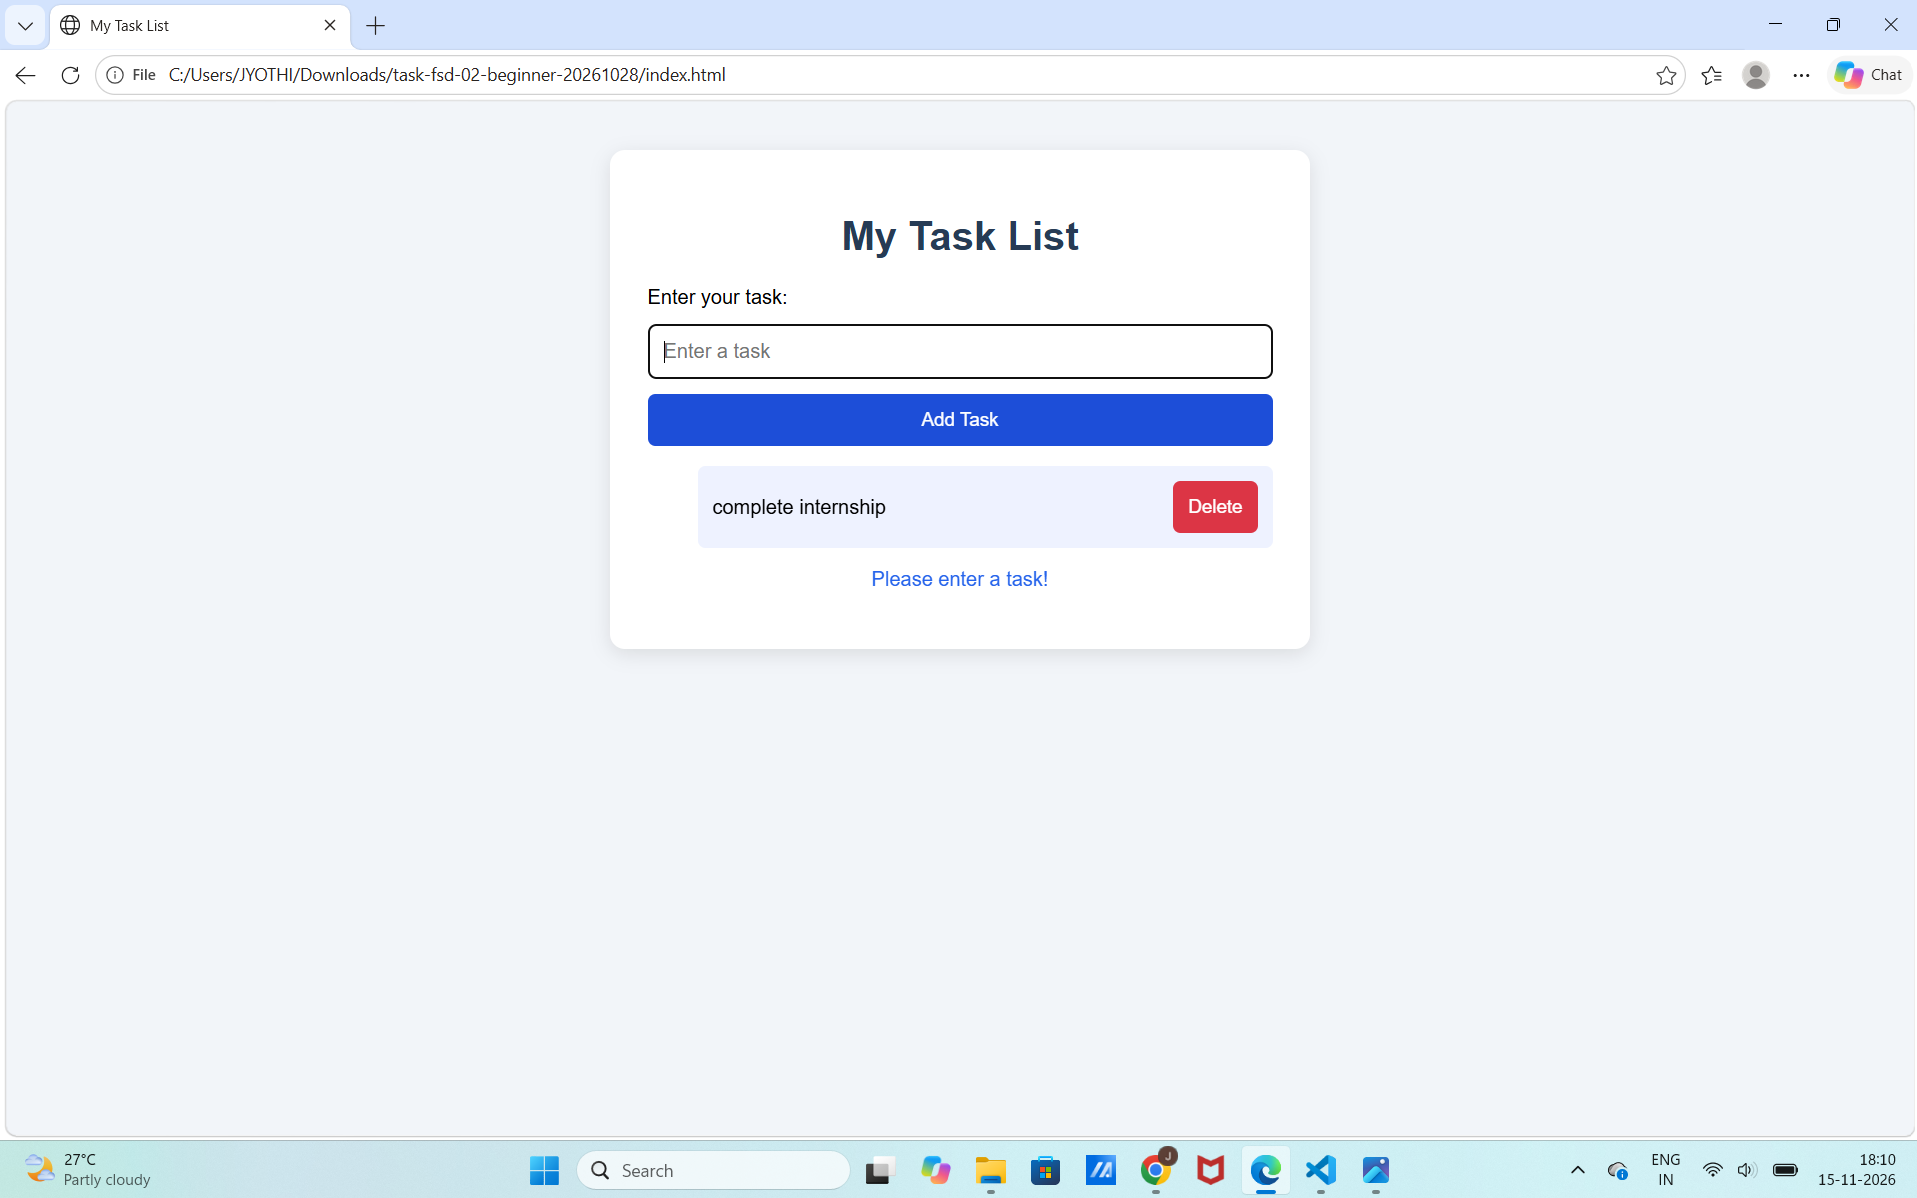 My Task List
File C:/Users/JYOTHI/Downloads/task-fsd-02-beginner-20261028/index.html
Chat
My Task List
Enter your task:
Enter a task
Add Task
complete internship
Delete
Please enter a task!
27°C
Partly cloudy
Search
J
ENG
IN
18:10
15-11-2026